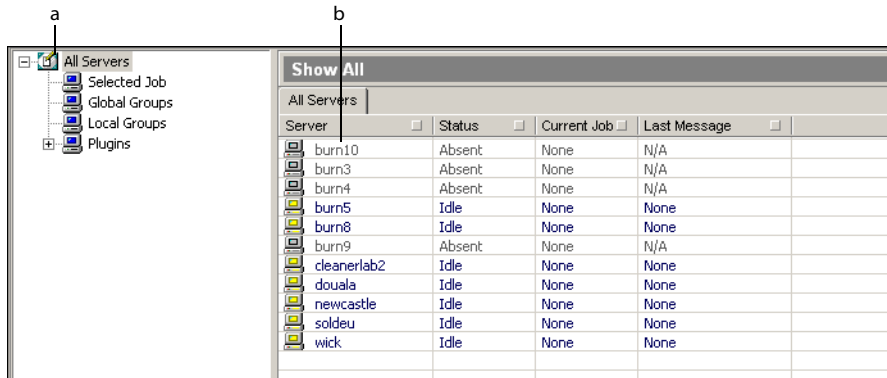 a b
All Servers
Selected Job
Global Groups
Local Groups
Plugins
Show All
All Servers
Server Status Current Job Last Message
burn10 Absent None N/A
burn3 Absent None N/A
burn4 Absent None N/A
burn5 Idle None None
burn8 Idle None None
burn9 Absent None N/A
cleanerlab2 Idle None None
douala Idle None None
newcastle Idle None None
soldeu Idle None None
wick Idle None None